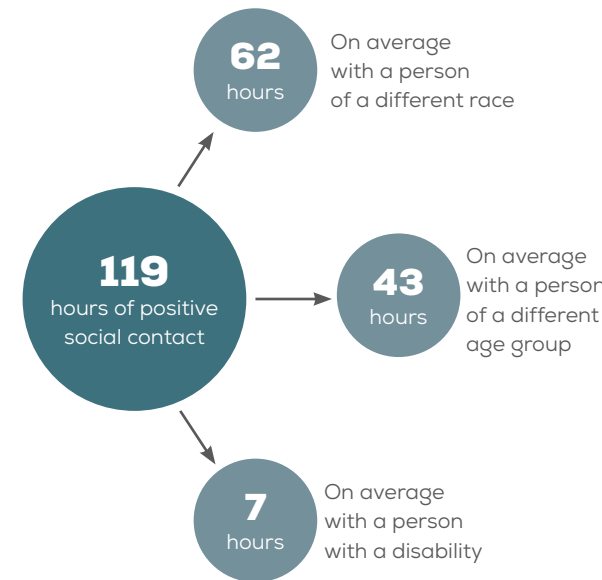 62
hours
On average
with a person
of a different race
119
hours of positive
social contact
43
hours
On average
with a person
of a different
age group
7
hours
On average
with a person
with a disability